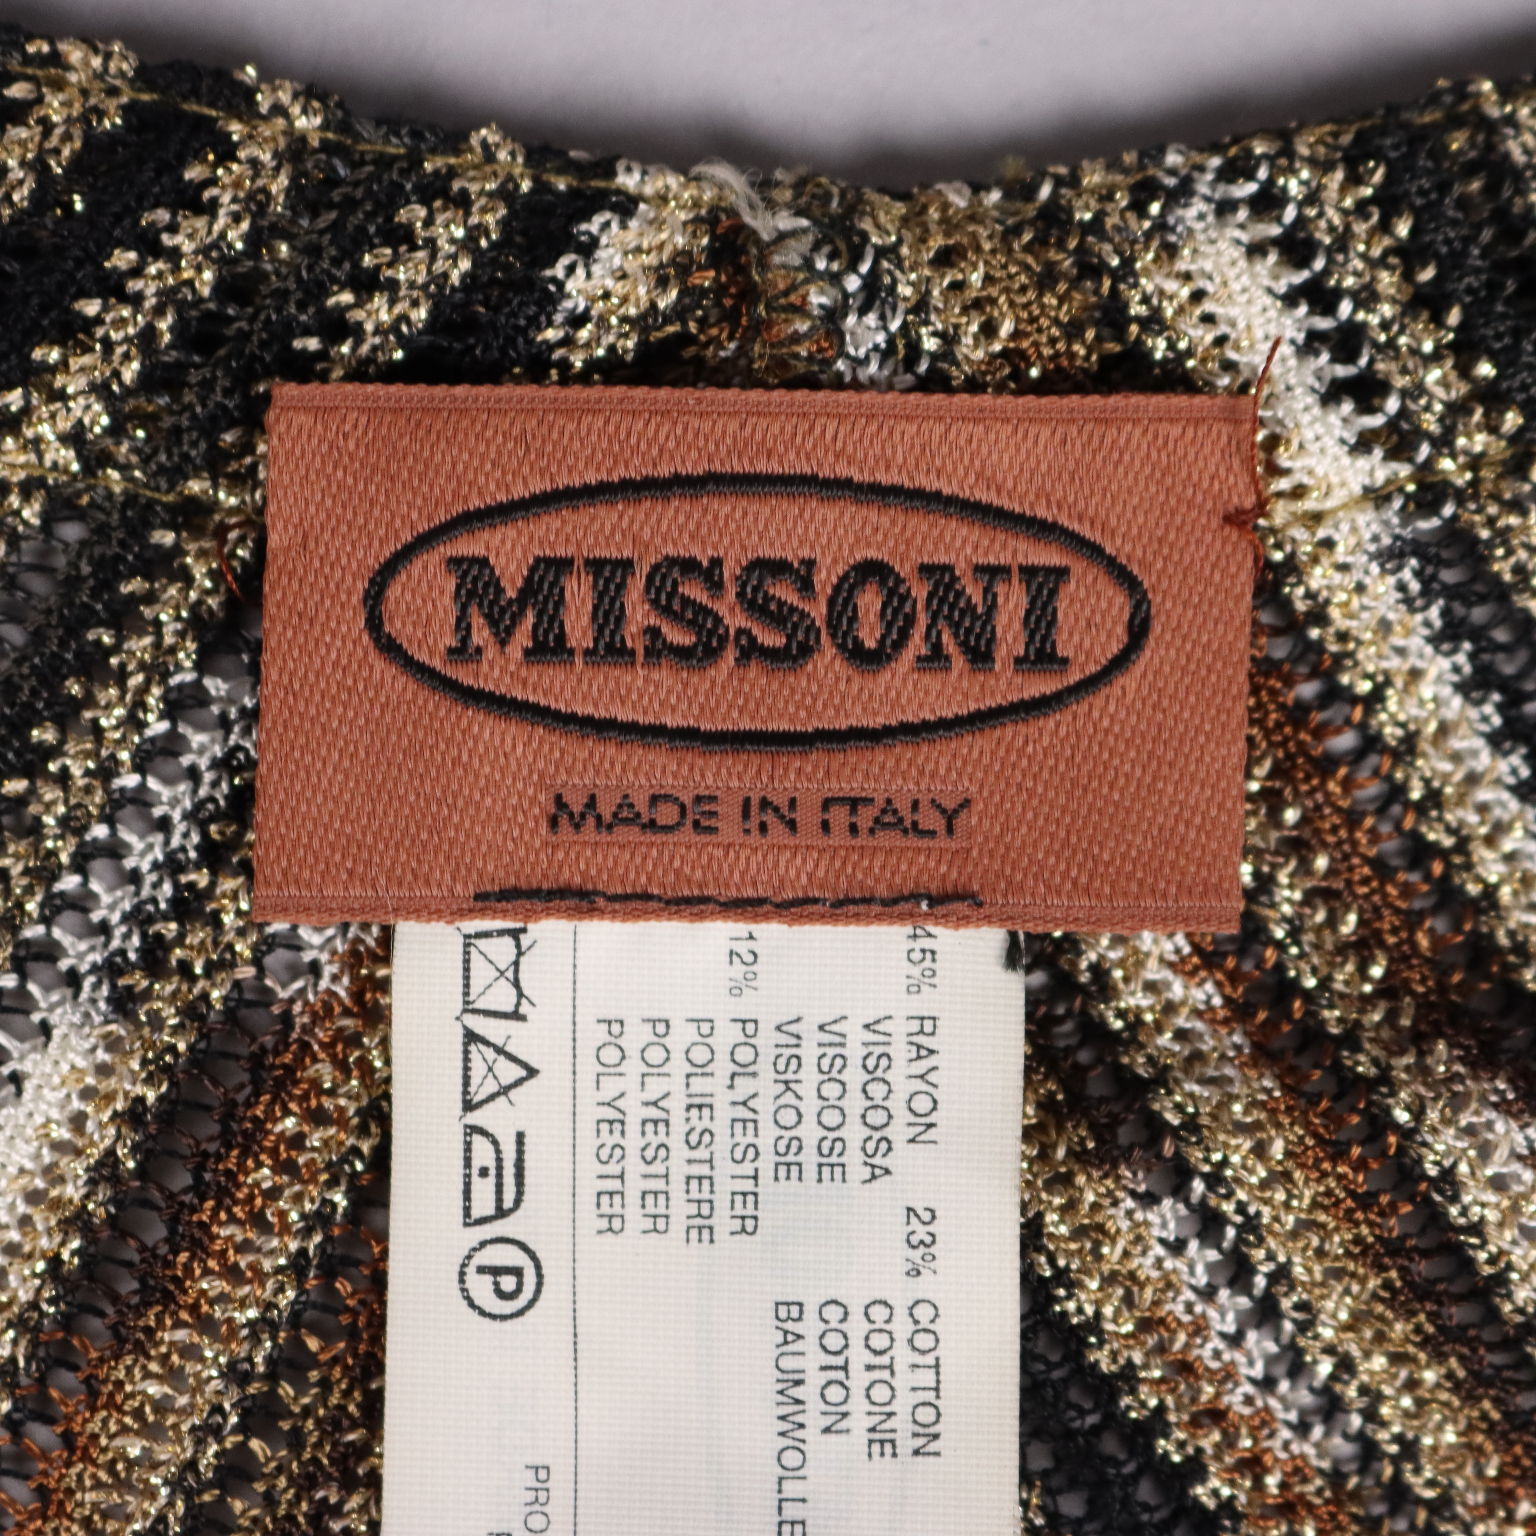 MISSONI
MADE IN ITALY
45% RAYON 23% COTTON
VISCOSA COTONE
VISCOSE COTON
VISKOSE BAUMWOLLE
12% POLYESTER
POLIESTERE
POLYESTER
POLYESTER
P
PRO